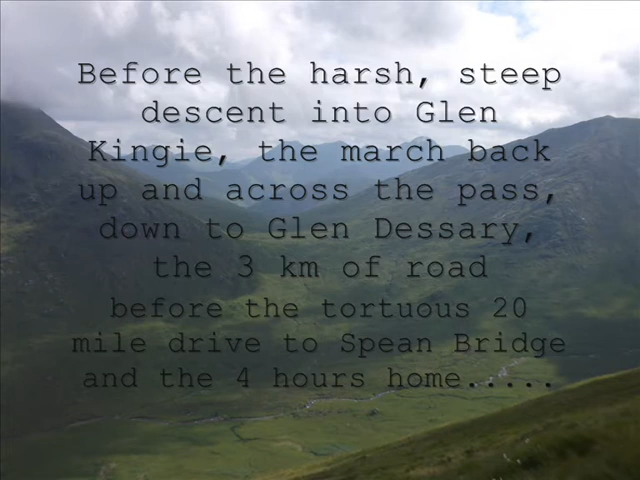 Before the harsh, steep
descent into Glen
Kingie, the march back
up and across the pass,
down to Glen Dessary,
the 3 km of road
before the tortuous 20
mile drive to Spean Bridge
and the 4 hours home.....